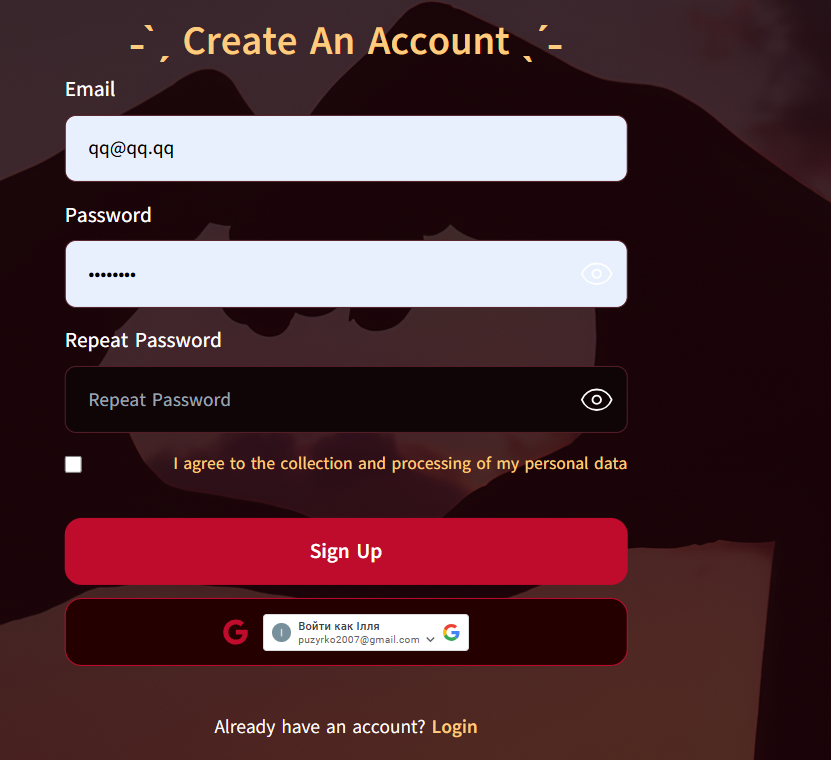 -`ˏ Create An Account ˎ´-
Email
qq@qq.qq
Password
••••••••
Repeat Password
Repeat Password
I agree to the collection and processing of my personal data
Sign Up
G
I
Войти как Ілля
puzyrko2007@gmail.com
G
Already have an account? Login